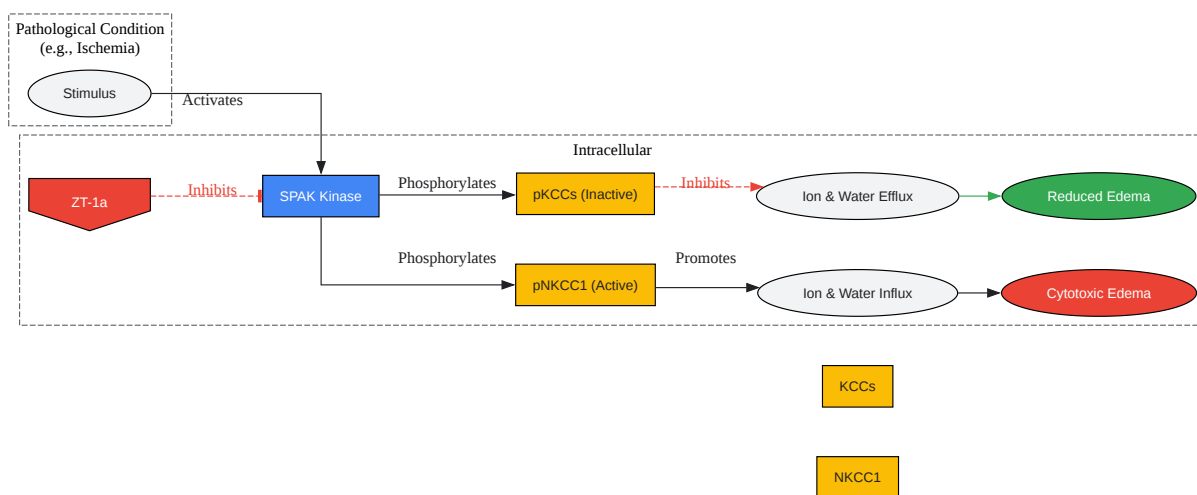 Pathological Condition
(e.g., Ischemia)
Stimulus
Activates
Intracellular
ZT-1a
Inhibits
SPAK Kinase
Phosphorylates
pKCCs (Inactive)
Inhibits
Ion & Water Efflux
Reduced Edema
Phosphorylates
pNKCC1 (Active)
Promotes
Ion & Water Influx
Cytotoxic Edema
KCCs
NKCC1